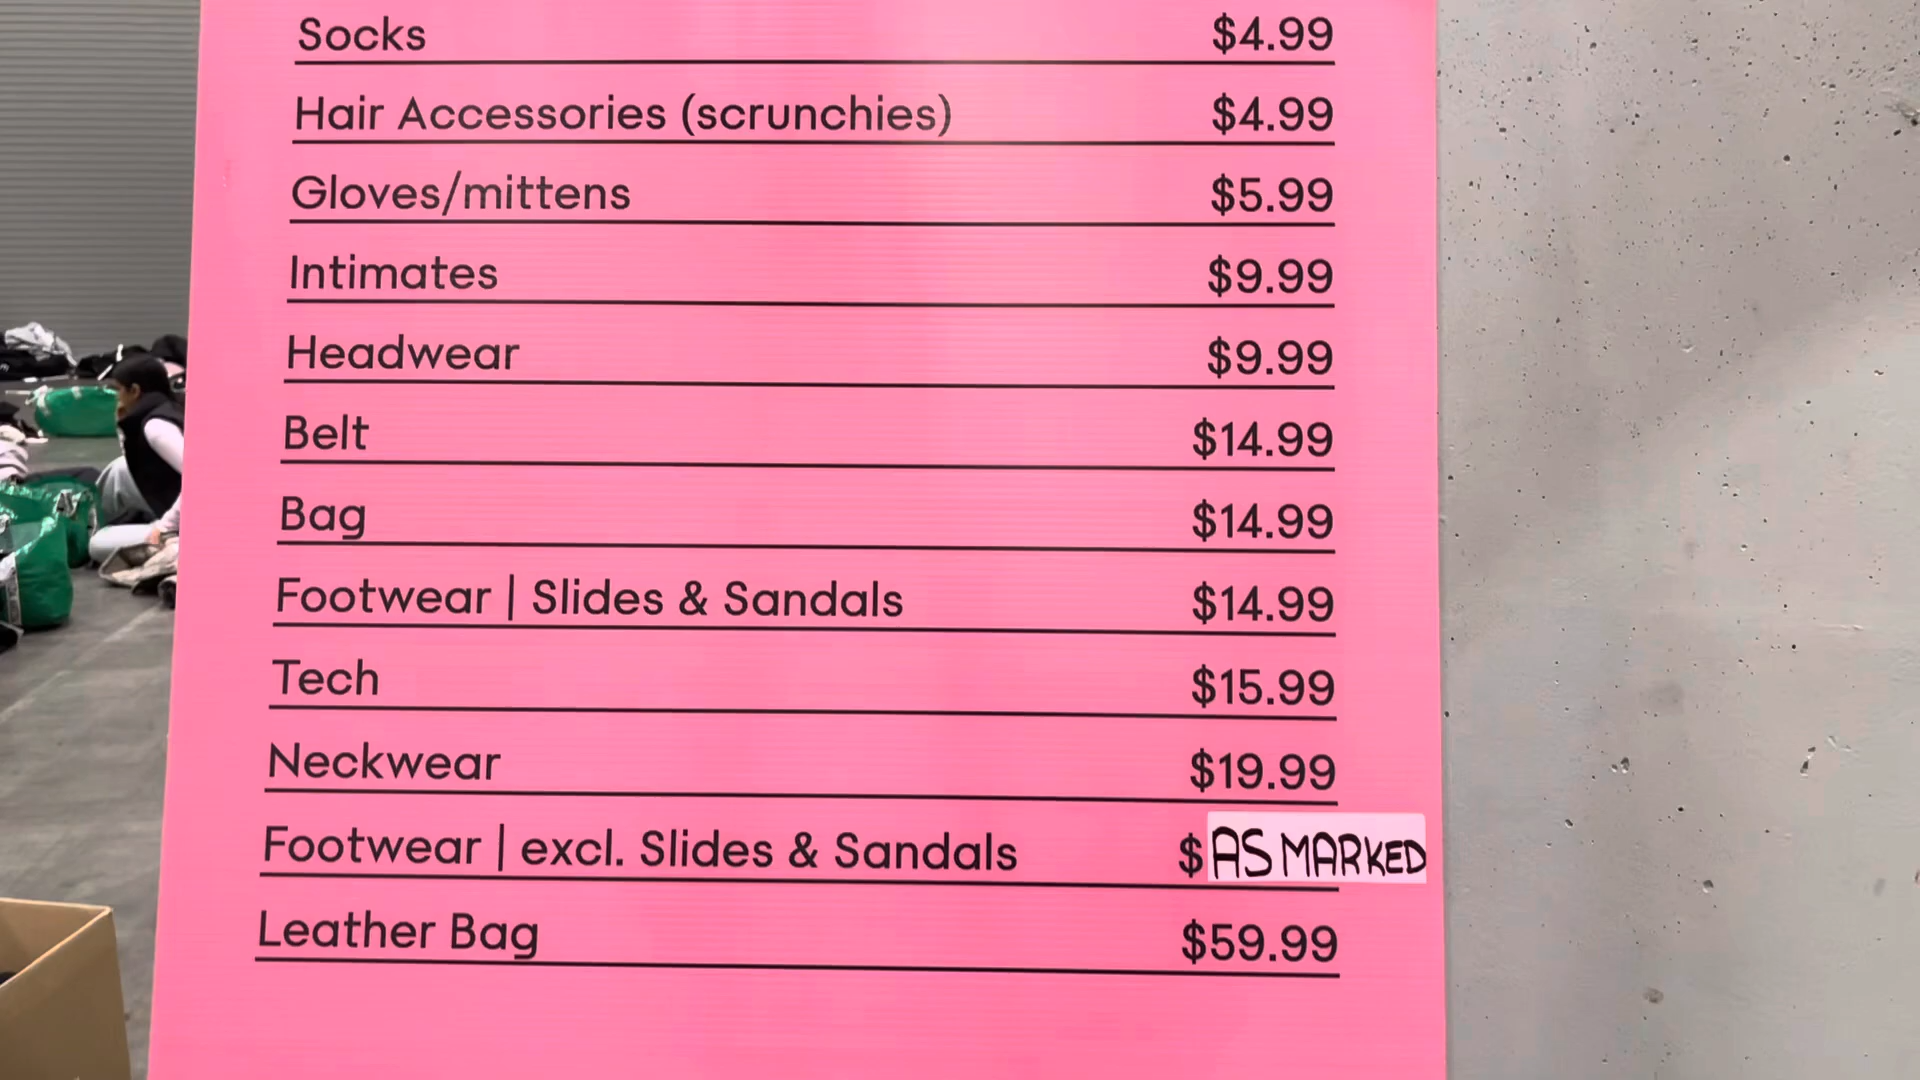 Socks $4.99
Hair Accessories (scrunchies) $4.99
Gloves/mittens $5.99
Intimates $9.99
Headwear $9.99
Belt $14.99
Bag $14.99
Footwear | Slides & Sandals $14.99
Tech $15.99
Neckwear $19.99
Footwear | excl. Slides & Sandals $ AS MARKED
Leather Bag $59.99